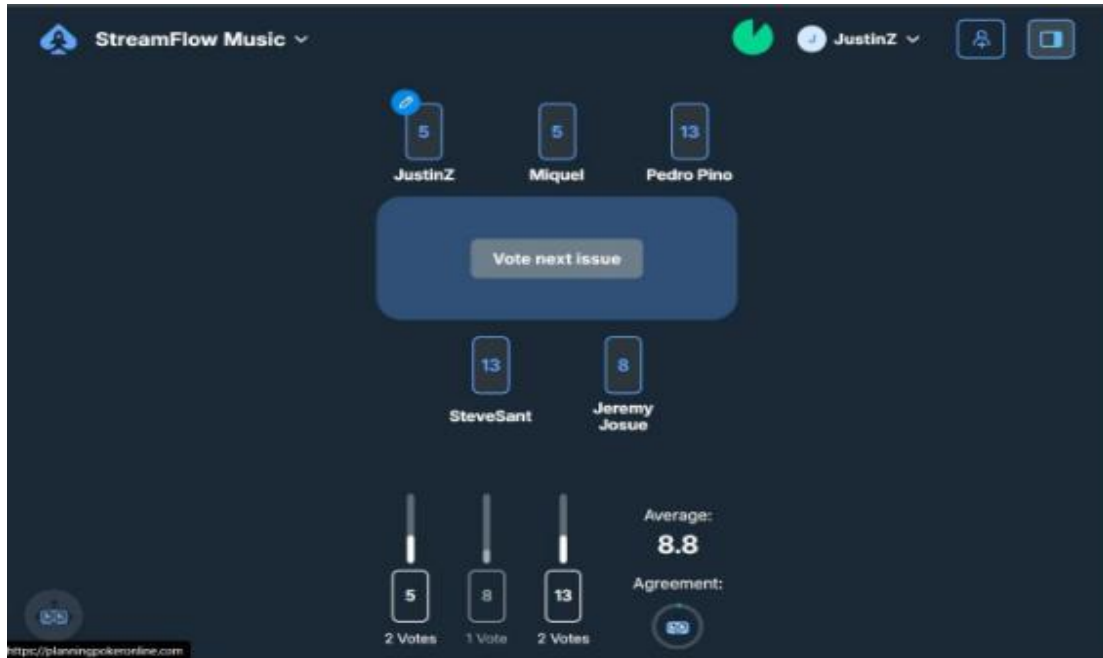 StreamFlow Music
J JustinZ
5 5 13
JustinZ Miquel Pedro Pino
Vote next issue
13 8
SteveSant Jeremy
Josue
Average:
8.8
Agreement:
5 8 13
2 Votes 1 Vote 2 Votes
https://planningpokeronline.com